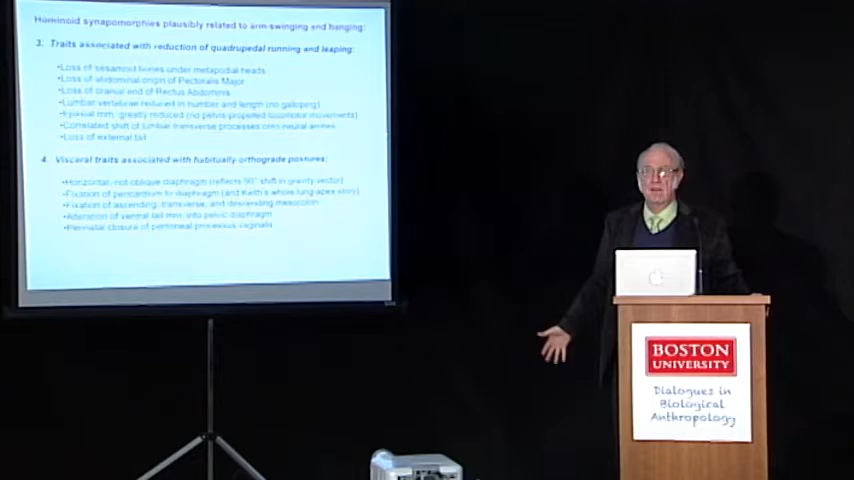 Hominoid synapomorphies plausibly related to arm-swinging and hanging:
3. Traits associated with reduction of quadrupedal running and leaping:
•Loss of sesamoid bones under metapodial heads
•Loss of abdominal origin of Pectoralis Major
•Loss of cranial end of Rectus Abdominis
•Lumbar vertebrae reduced in number and length (no galloping)
•Epaxial mm. greatly reduced (no pelvis-propelled locomotor movements)
•Correlated shift of lumbar transverse processes onto neural arches
•Loss of external tail
4. Visceral traits associated with habitually orthograde postures:
•Horizontal, not oblique diaphragm (reflects 90° shift in gravity vector)
•Fixation of pericardium to diaphragm (and Keith's whole lung-apex story)
•Fixation of ascending, transverse, and descending mesocolon
•Alteration of ventral tail mm. into pelvic diaphragm
•Perinatal closure of peritoneal processus vaginalis
BOSTON
UNIVERSITY
Dialogues in
Biological
Anthropology